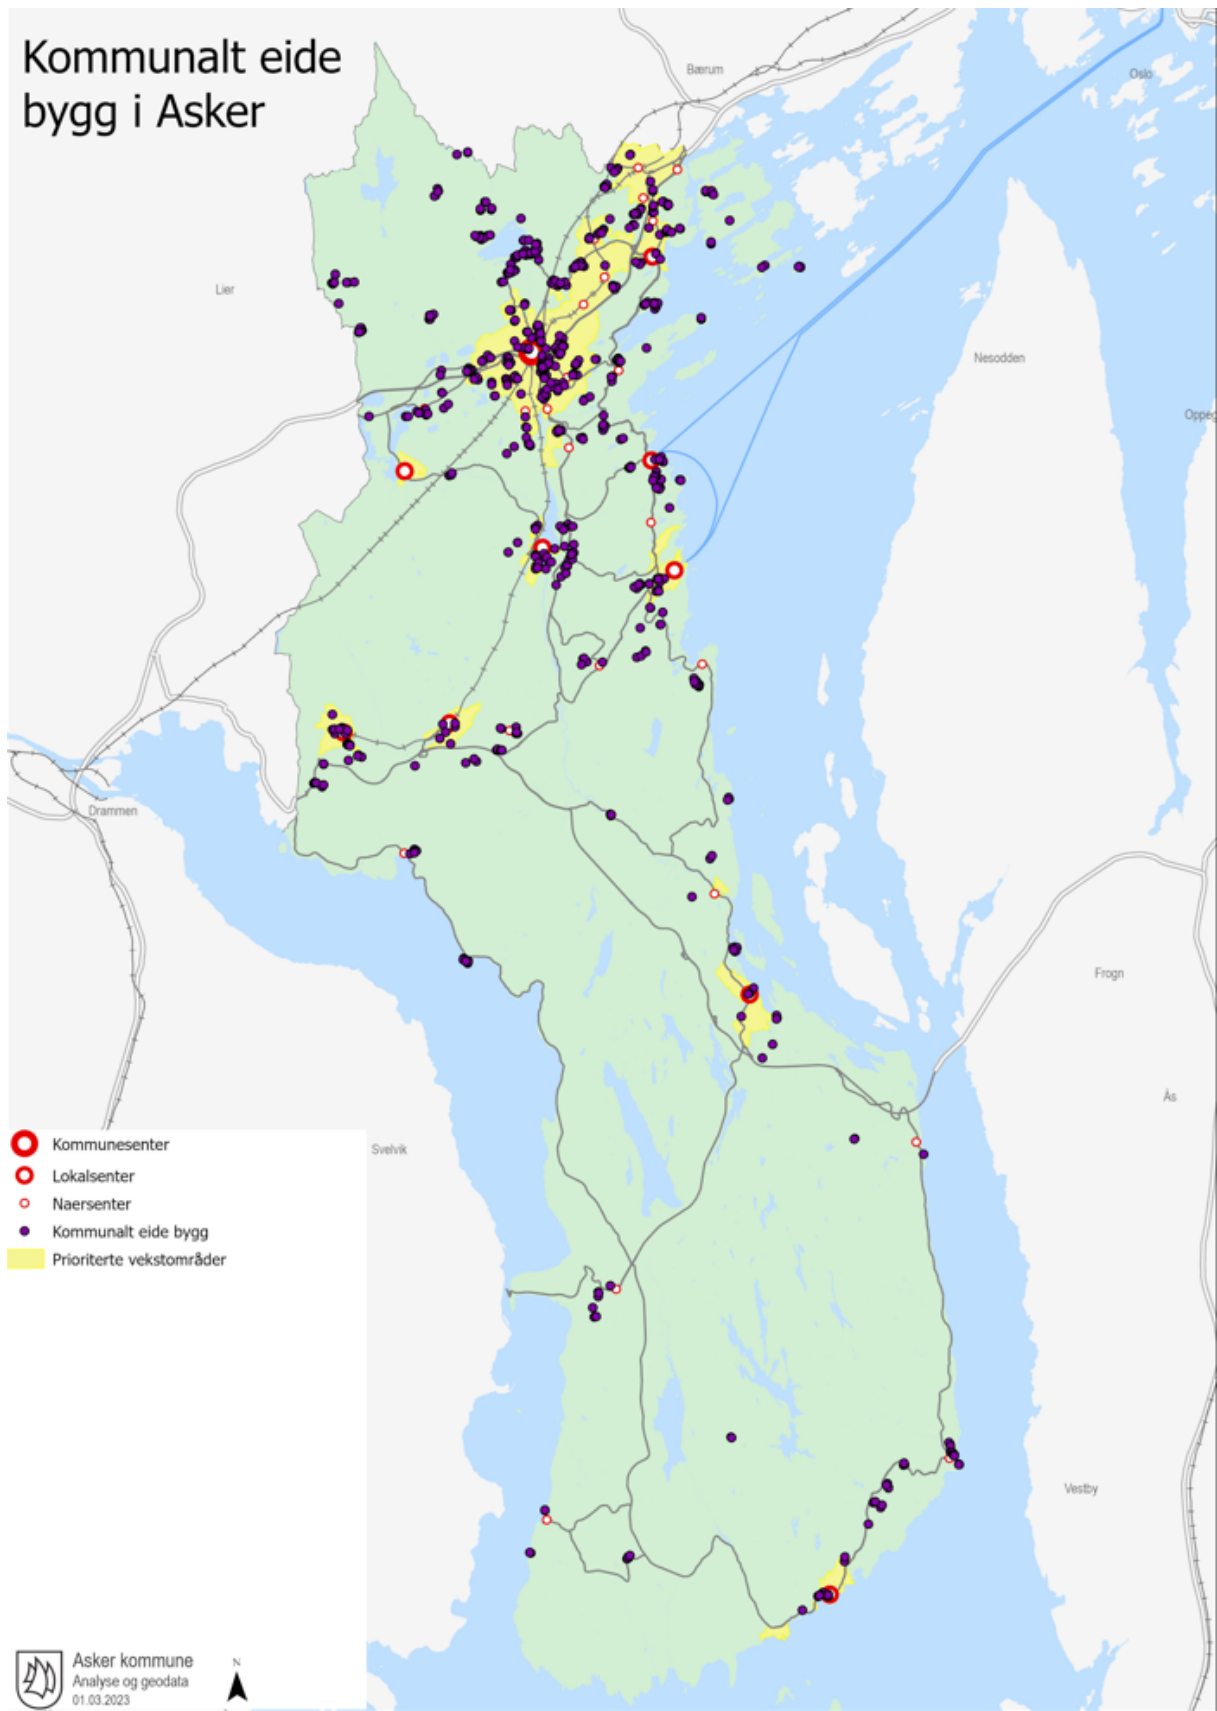 Kommunalt eide
bygg i Asker
Bærum
Oslo
Lier
Nesodden
Oppeg
Drammen
Frogn
Ås
Svelvik
Vestby
Kommunesenter
Lokalsenter
Naersenter
Kommunalt eide bygg
Prioriterte vekstområder
Asker kommune
Analyse og geodata
01.03.2023
N